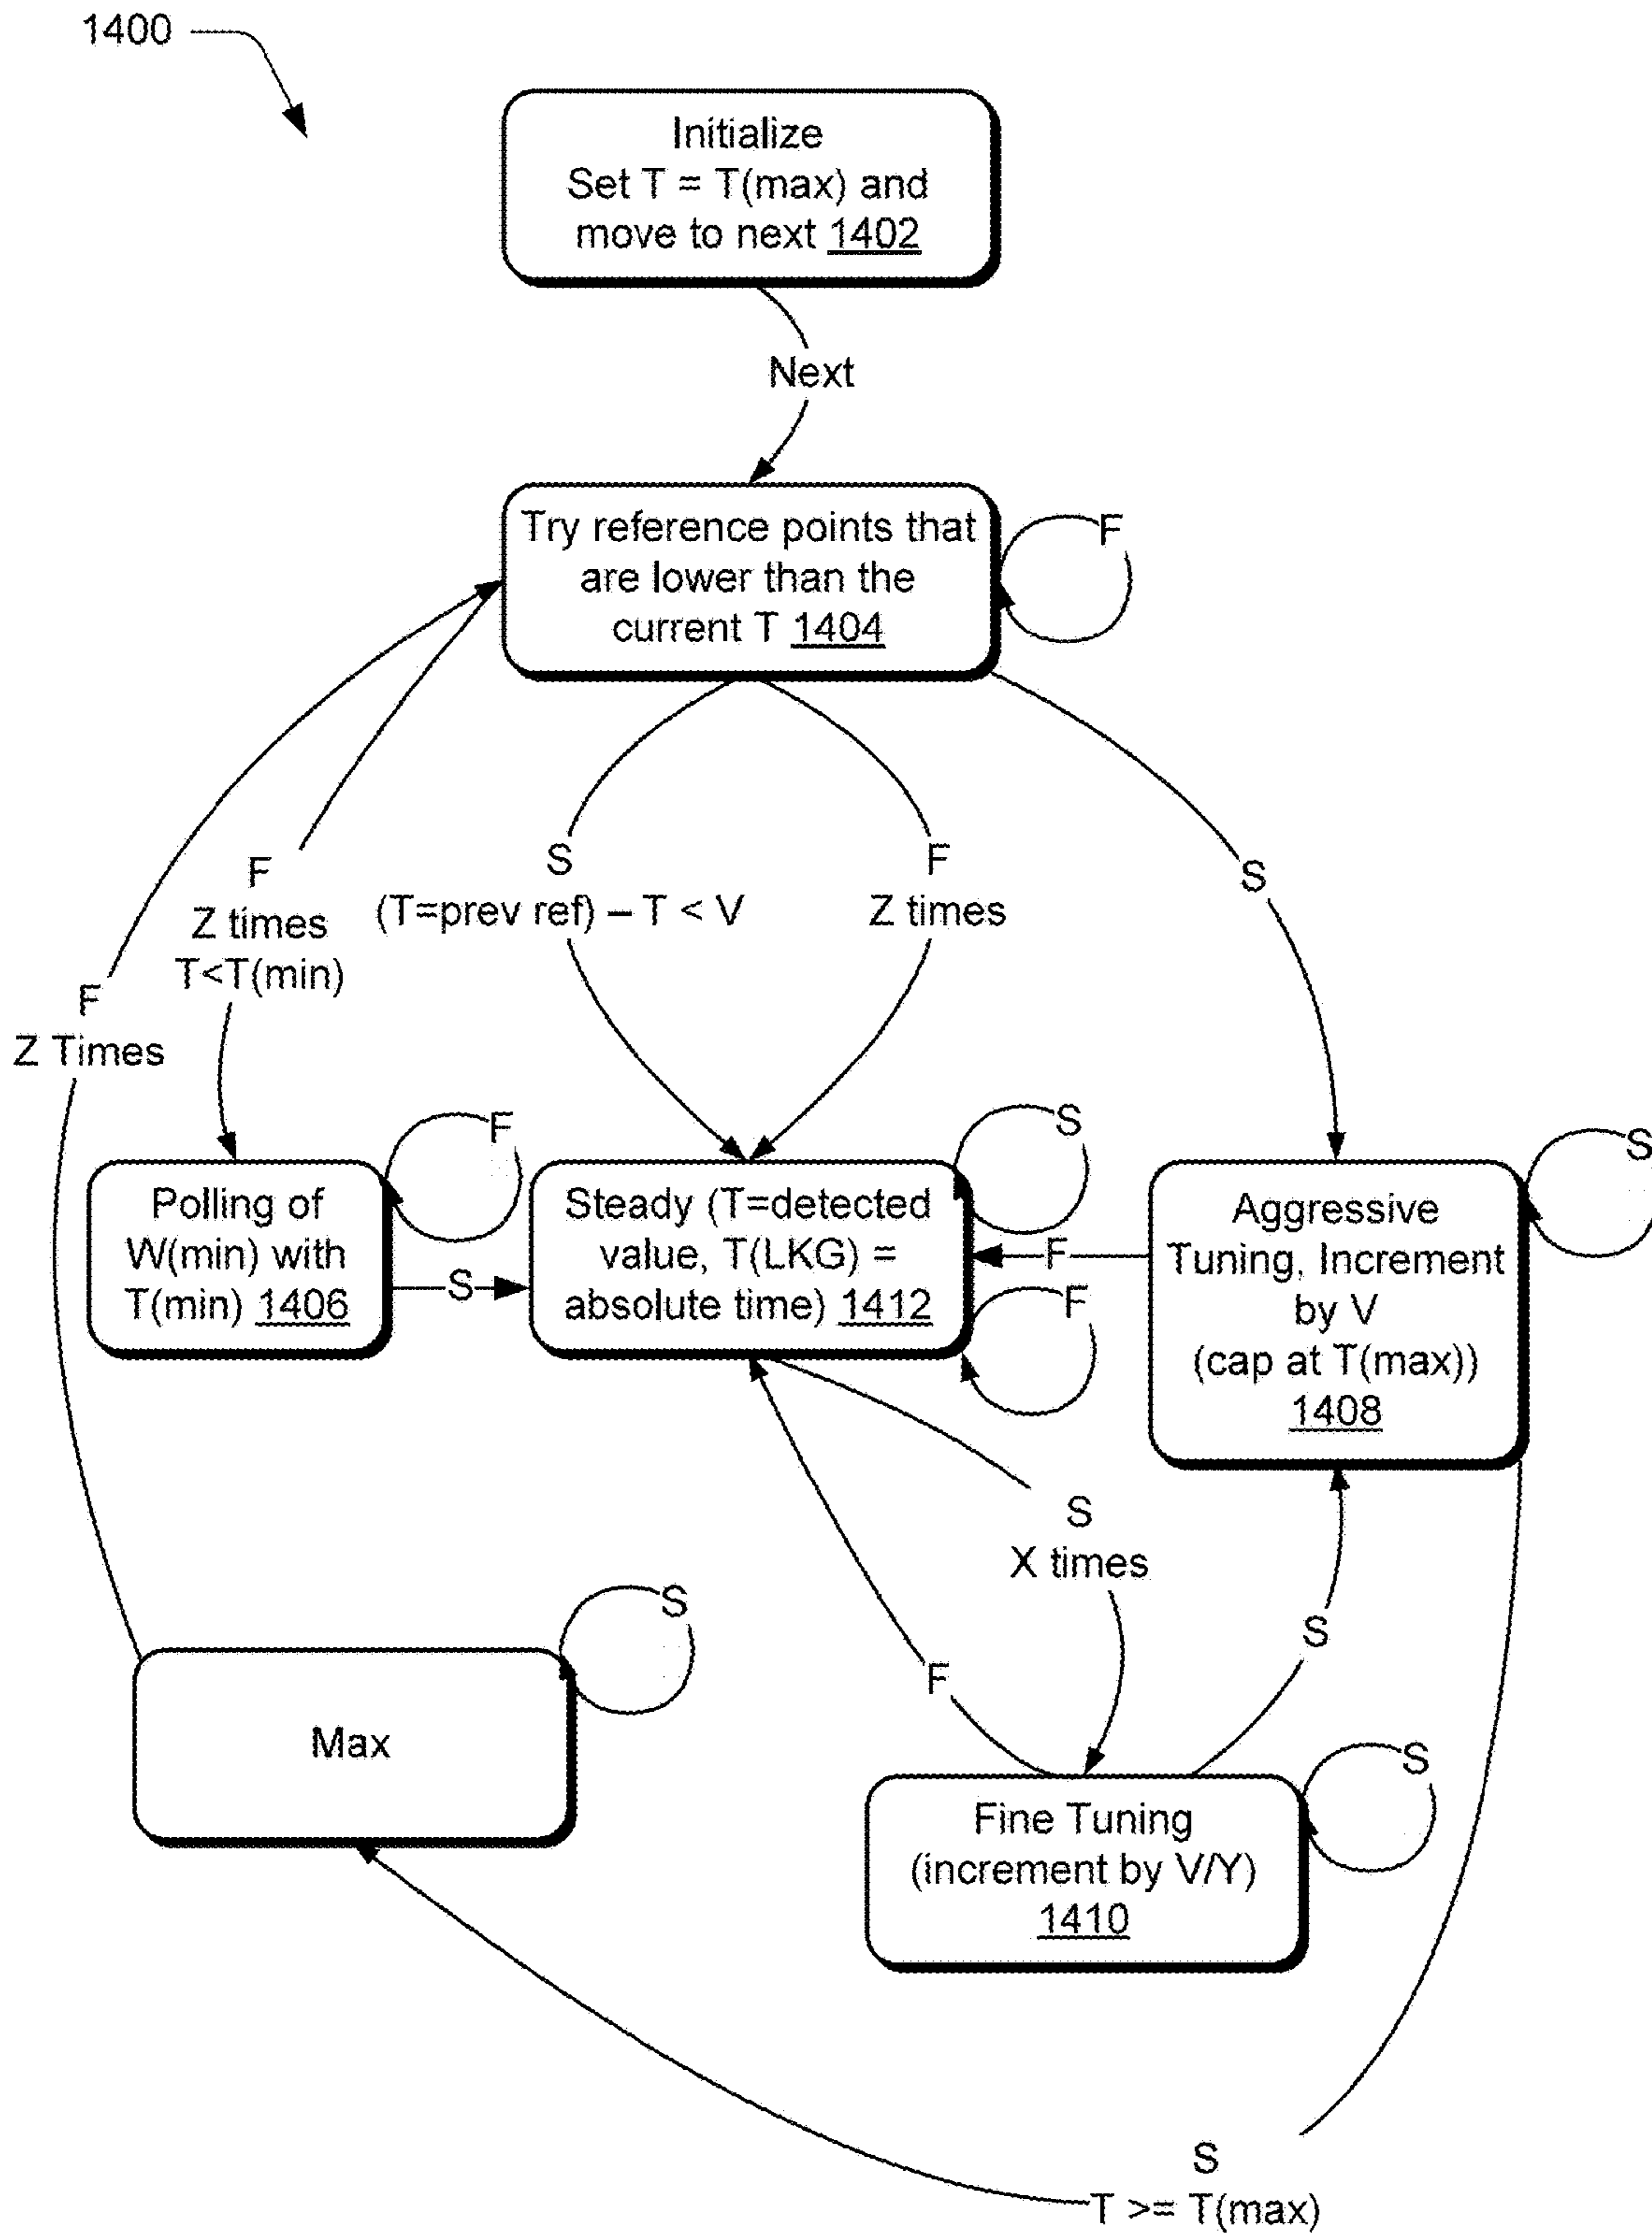 1400
Initialize
Set T = T(max) and
move to next 1402
Next
Try reference points that
are lower than the
current T 1404
F
S
(T=prev ref) – T < V
F
Z times
S
F
Z times
T<T(min)
F
Z Times
F
Polling of
W(min) with
T(min) 1406
S
S
Steady (T=detected
value, T(LKG) =
absolute time) 1412
F
F
S
Aggressive
Tuning, Increment
by V
(cap at T(max))
1408
S
X times
S
F
S
Max
S
Fine Tuning
(increment by V/Y)
1410
S
T >= T(max)